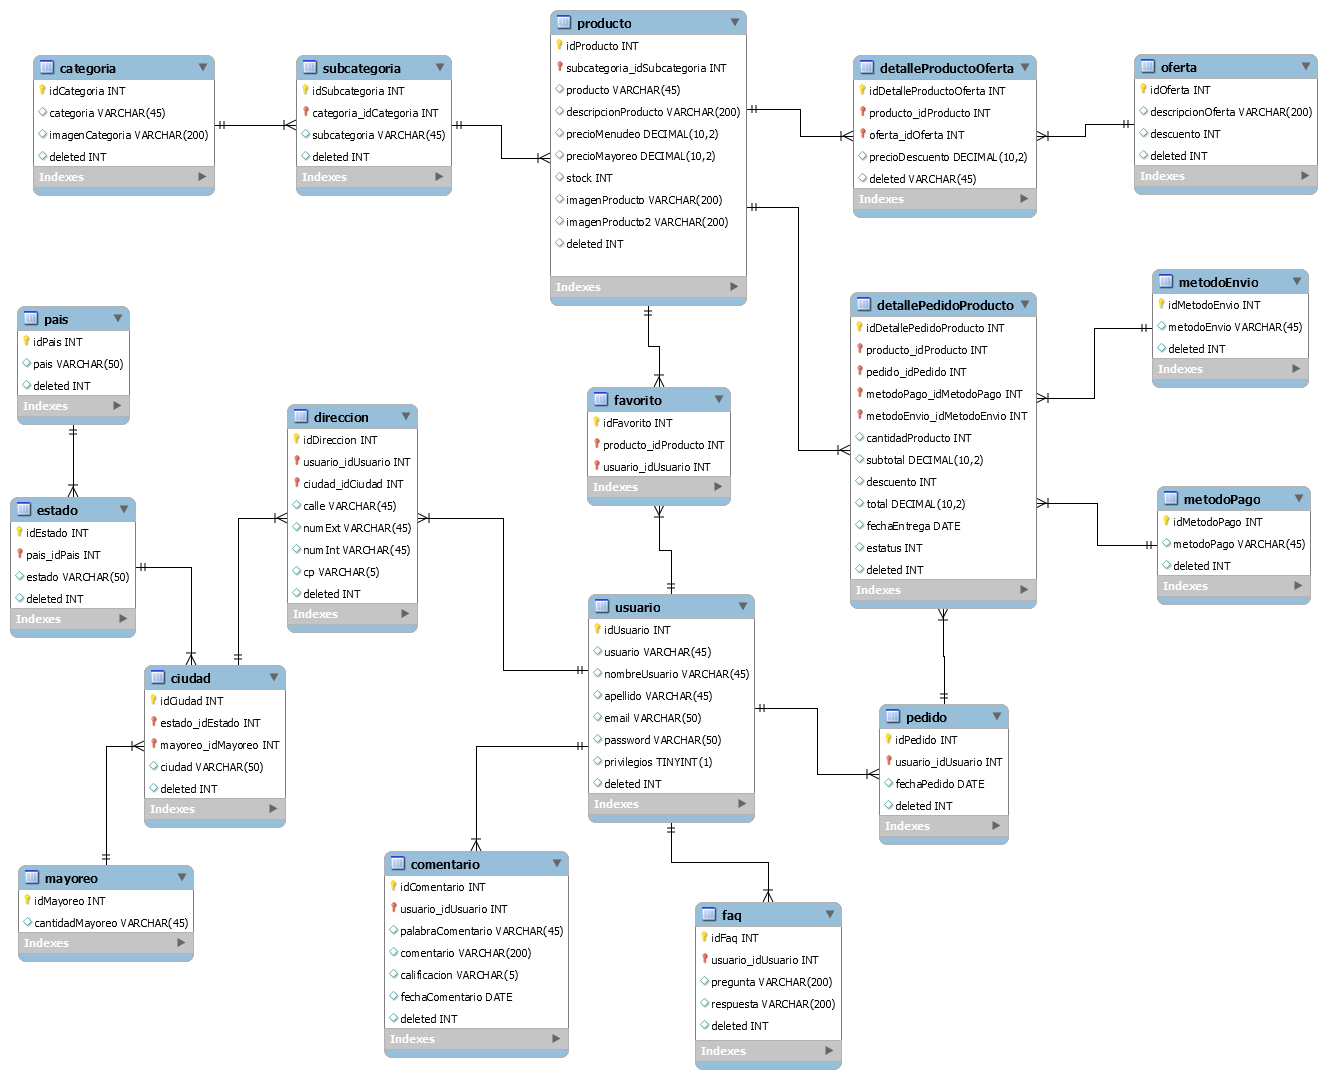 categoria
idCategoria INT
categoria VARCHAR(45)
imagenCategoria VARCHAR(200)
deleted INT
Indexes
subcategoria
idSubcategoria INT
categoria_idCategoria INT
subcategoria VARCHAR(45)
deleted INT
Indexes
producto
idProducto INT
subcategoria_idSubcategoria INT
producto VARCHAR(45)
descripcionProducto VARCHAR(200)
precioMenudeo DECIMAL(10,2)
precioMayoreo DECIMAL(10,2)
stock INT
imagenProducto VARCHAR(200)
imagenProducto2 VARCHAR(200)
deleted INT
Indexes
detalleProductoOferta
idDetalleProductoOferta INT
producto_idProducto INT
oferta_idOferta INT
precioDescuento DECIMAL(10,2)
deleted VARCHAR(45)
Indexes
oferta
idOferta INT
descripcionOferta VARCHAR(200)
descuento INT
deleted INT
Indexes
pais
idPais INT
pais VARCHAR(50)
deleted INT
Indexes
direccion
idDireccion INT
usuario_idUsuario INT
ciudad_idCiudad INT
calle VARCHAR(45)
numExt VARCHAR(45)
numInt VARCHAR(45)
cp VARCHAR(5)
deleted INT
Indexes
favorito
idFavorito INT
producto_idProducto INT
usuario_idUsuario INT
Indexes
detallePedidoProducto
idDetallePedidoProducto INT
producto_idProducto INT
pedido_idPedido INT
metodoPago_idMetodoPago INT
metodoEnvio_idMetodoEnvio INT
cantidadProducto INT
subtotal DECIMAL(10,2)
descuento INT
total DECIMAL(10,2)
fechaEntrega DATE
estatus INT
deleted INT
Indexes
metodoEnvio
idMetodoEnvio INT
metodoEnvio VARCHAR(45)
deleted INT
Indexes
metodoPago
idMetodoPago INT
metodoPago VARCHAR(45)
deleted INT
Indexes
estado
idEstado INT
pais_idPais INT
estado VARCHAR(50)
deleted INT
Indexes
ciudad
idCiudad INT
estado_idEstado INT
mayoreo_idMayoreo INT
ciudad VARCHAR(50)
deleted INT
Indexes
usuario
idUsuario INT
usuario VARCHAR(45)
nombreUsuario VARCHAR(45)
apellido VARCHAR(45)
email VARCHAR(50)
password VARCHAR(50)
privilegios TINYINT(1)
deleted INT
Indexes
pedido
idPedido INT
usuario_idUsuario INT
fechaPedido DATE
deleted INT
Indexes
mayoreo
idMayoreo INT
cantidadMayoreo VARCHAR(45)
Indexes
comentario
idComentario INT
usuario_idUsuario INT
palabraComentario VARCHAR(45)
comentario VARCHAR(200)
calificacion VARCHAR(5)
fechaComentario DATE
deleted INT
Indexes
faq
idFaq INT
usuario_idUsuario INT
pregunta VARCHAR(200)
respuesta VARCHAR(200)
deleted INT
Indexes